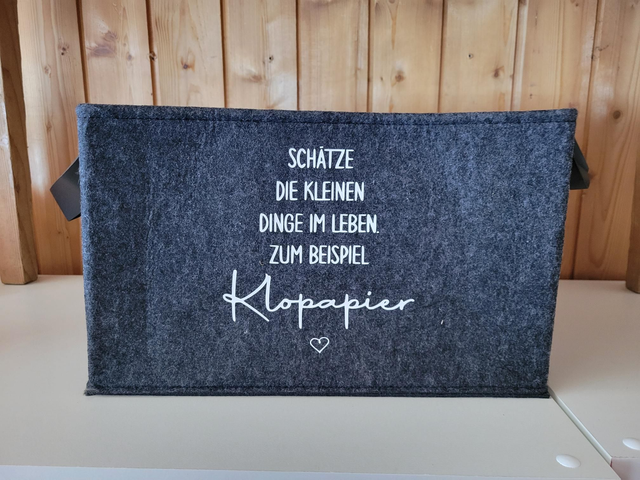 SCHÄTZE
DIE KLEINEN
DINGE IM LEBEN.
ZUM BEISPIEL
Klopapier